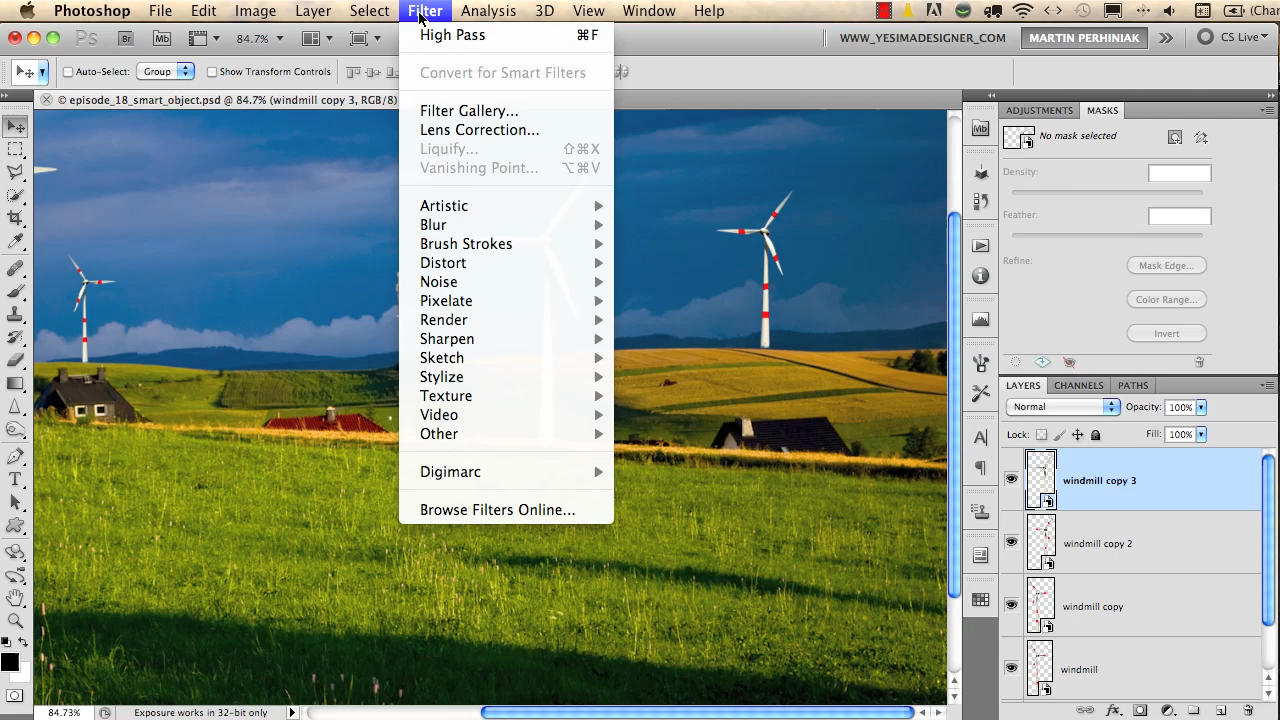 Photoshop File Edit Image Layer Select Filter Analysis 3D View Window Help
Ps Br Mb 84.7% WWW_YESIMADESIGNER_COM MARTIN PERHINIAK CS Live
Auto-Select: Group Show Transform Controls
© episode_18_smart_object.psd @ 84.7% (windmill copy 3, RGB/8)
High Pass ⌘F
Convert for Smart Filters
Filter Gallery...
Lens Correction...
Liquify... ⇧⌘X
Vanishing Point... ⌥⌘V
Artistic
Blur
Brush Strokes
Distort
Noise
Pixelate
Render
Sharpen
Sketch
Stylize
Texture
Video
Other
Digimarc
Browse Filters Online...
Mb
ADJUSTMENTS MASKS
No mask selected
Density:
Feather:
Refine: Mask Edge...
Color Range...
Invert
LAYERS CHANNELS PATHS
Normal Opacity: 100%
Lock: Fill: 100%
windmill copy 3
windmill copy 2
windmill copy
windmill
84.73% Exposure works in 32-bit only